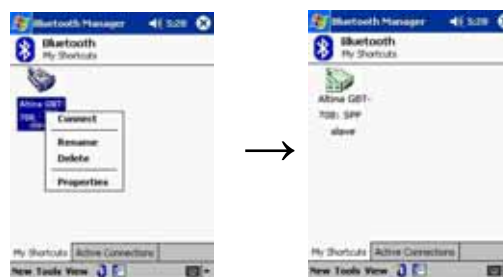 Bluetooth Manager 5:28
Bluetooth
My Shortcuts
Altina GBT-
708:
slave
Connect
Rename
Delete
Properties
My Shortcuts Active Connections
New Tools View
→
Bluetooth Manager 5:28
Bluetooth
My Shortcuts
Altina GBT-
708: SPP
slave
My Shortcuts Active Connections
New Tools View